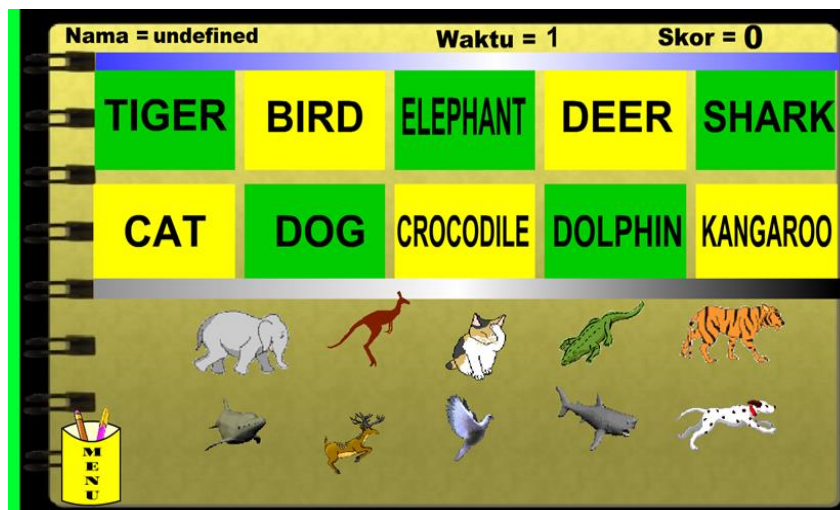 Nama = undefined Waktu = 1 Skor = 0
TIGER BIRD ELEPHANT DEER SHARK
CAT DOG CROCODILE DOLPHIN KANGAROO
MENU